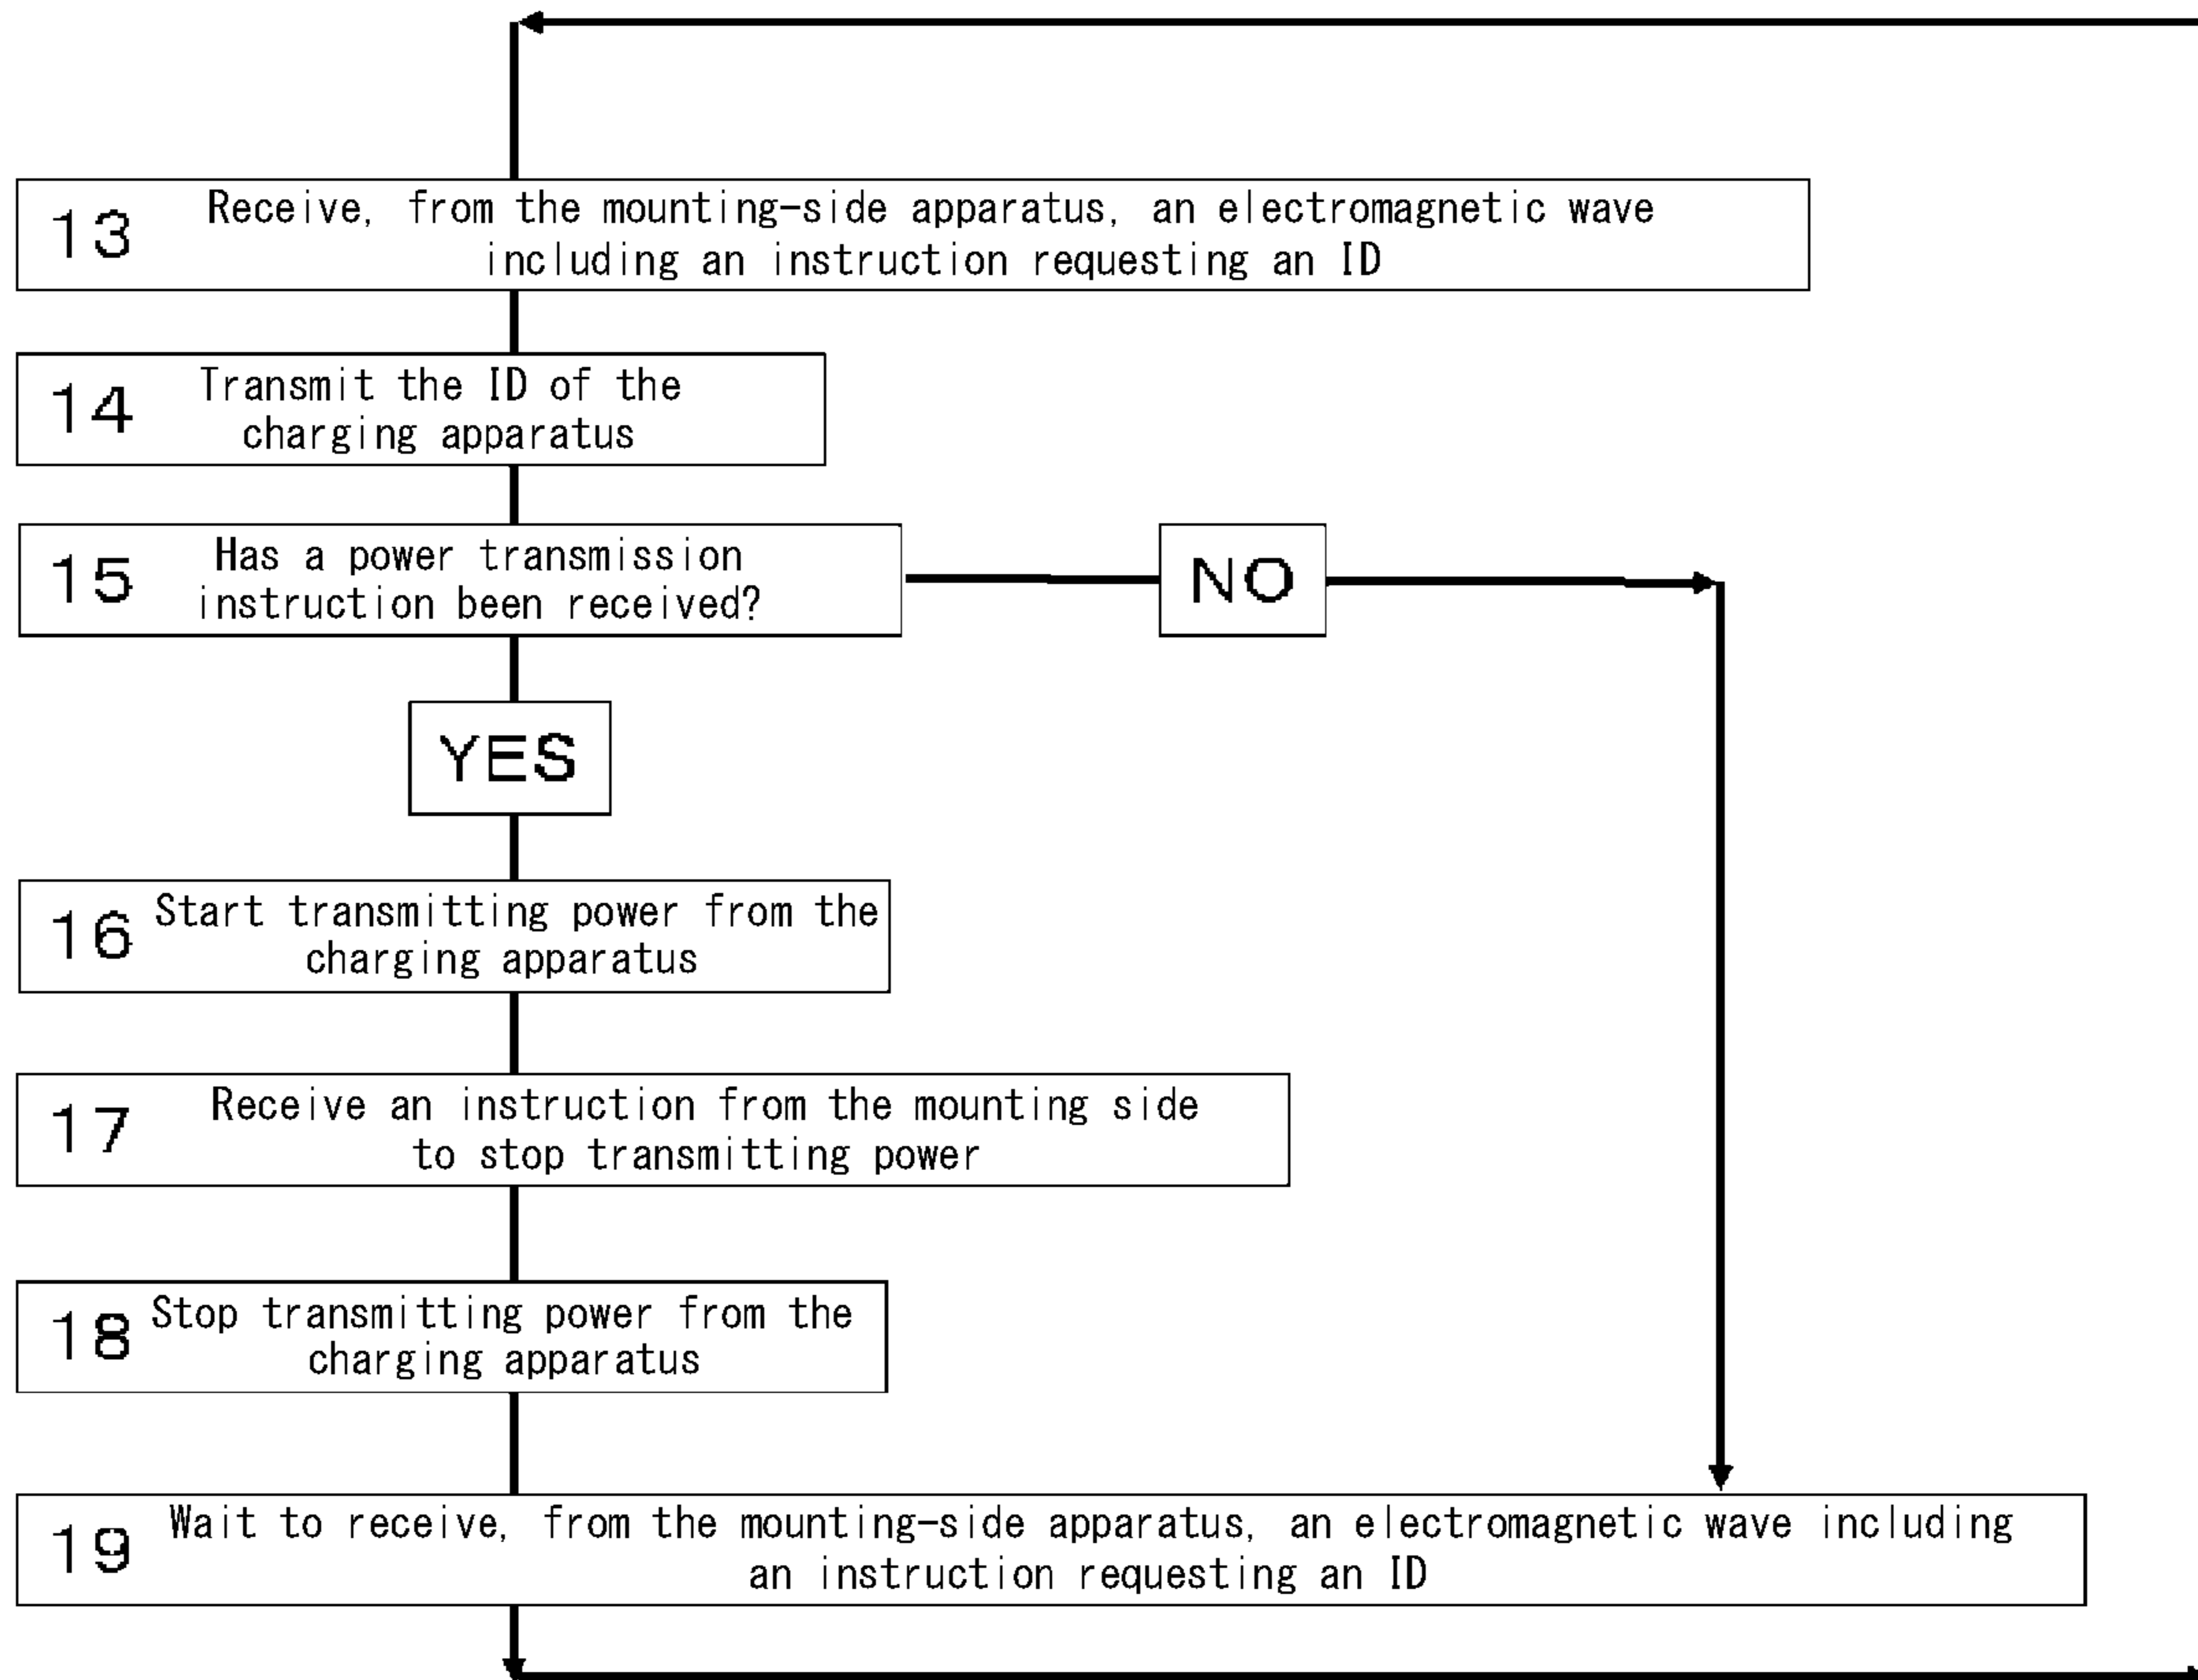 13 Receive, from the mounting-side apparatus, an electromagnetic wave
including an instruction requesting an ID
14 Transmit the ID of the
charging apparatus
15 Has a power transmission
instruction been received?
NO
YES
16 Start transmitting power from the
charging apparatus
17 Receive an instruction from the mounting side
to stop transmitting power
18 Stop transmitting power from the
charging apparatus
19 Wait to receive, from the mounting-side apparatus, an electromagnetic wave including
an instruction requesting an ID